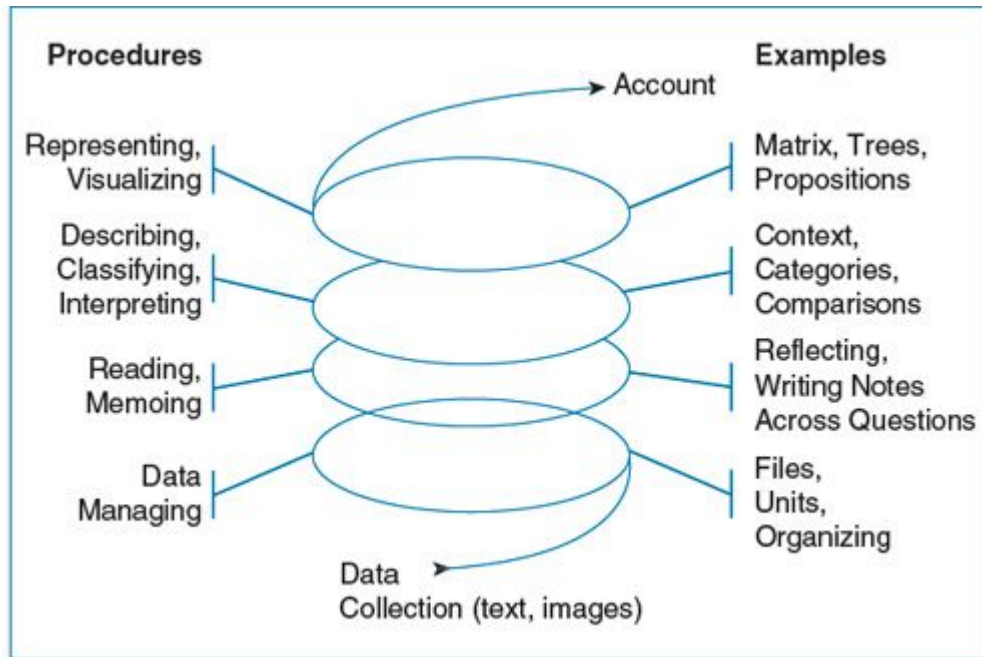 Procedures
Examples
Account
Representing,
Visualizing
Matrix, Trees,
Propositions
Describing,
Classifying,
Interpreting
Context,
Categories,
Comparisons
Reading,
Memoing
Reflecting,
Writing Notes
Across Questions
Data
Managing
Files,
Units,
Organizing
Data
Collection (text, images)